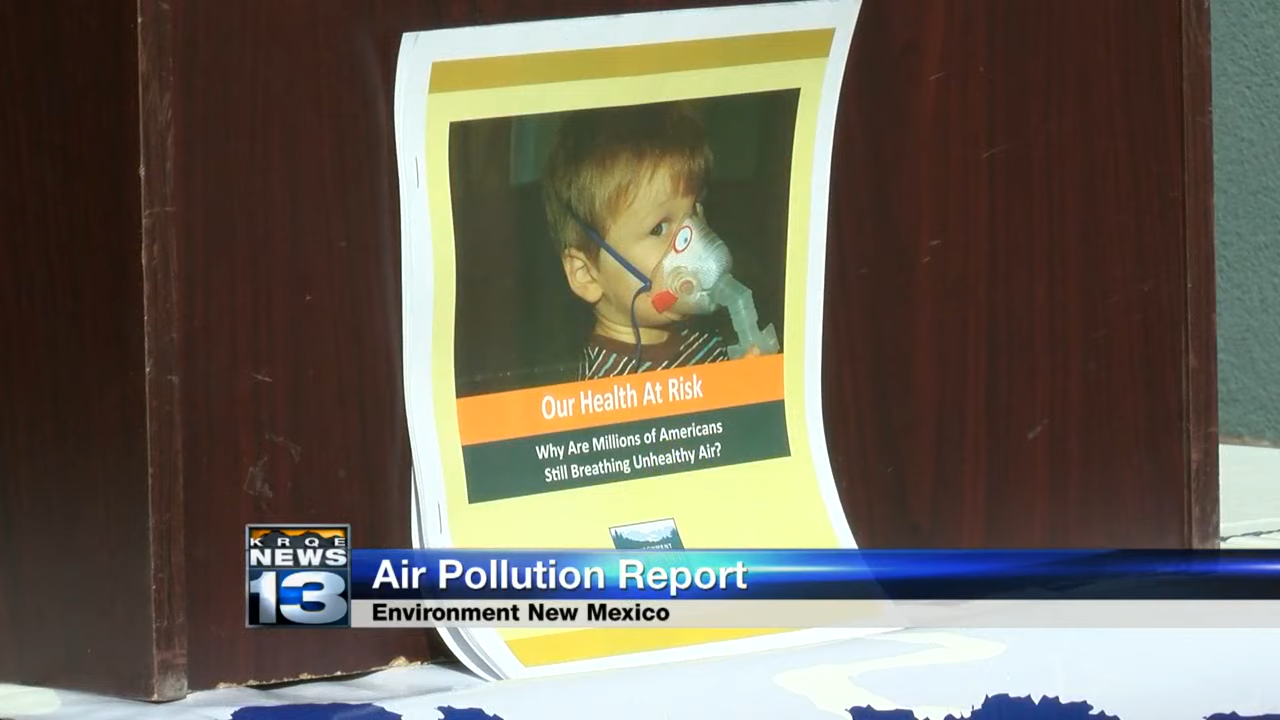 Our Health At Risk
Why Are Millions of Americans
Still Breathing Unhealthy Air?
KRQE
NEWS
13
Air Pollution Report
Environment New Mexico